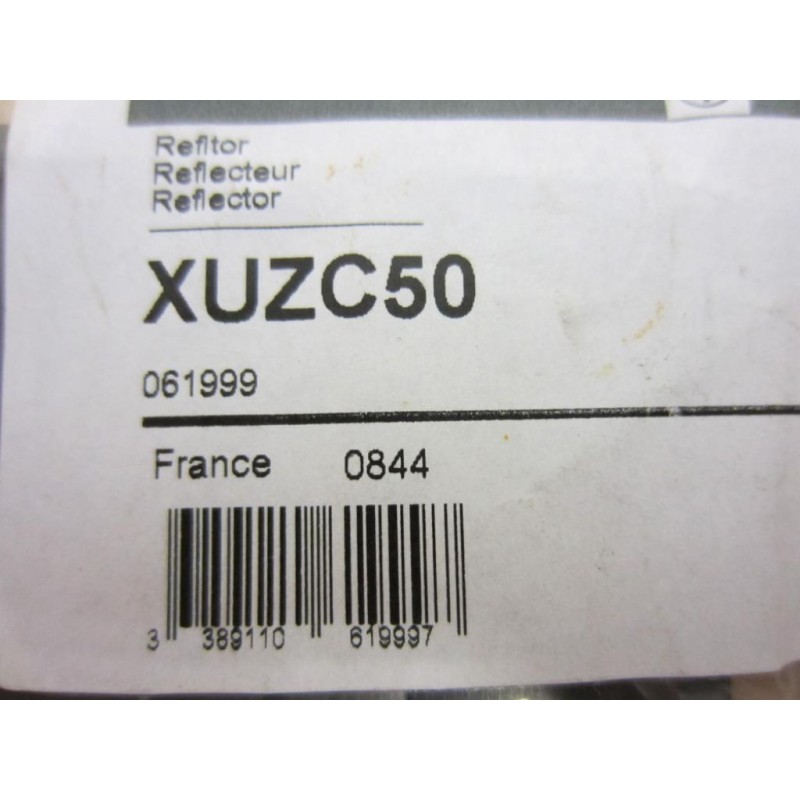 Refltor
Reflecteur
Reflector
XUZC50
061999
France 0844
3 389110 619997